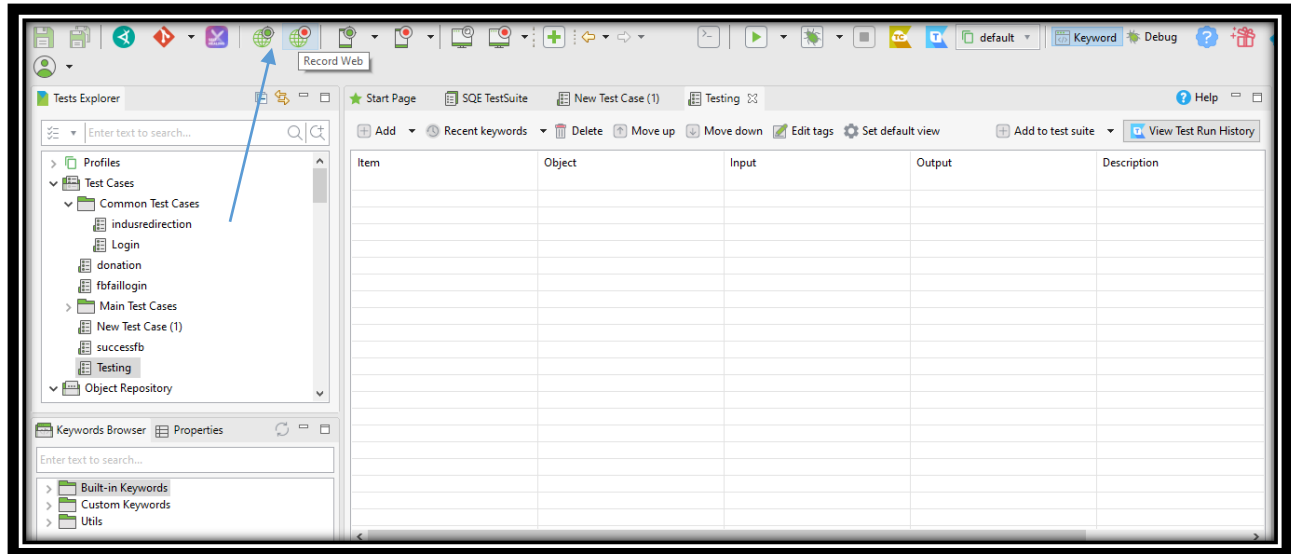 default
Keyword
Debug
Record Web
Tests Explorer
Start Page
SQE TestSuite
New Test Case (1)
Testing
Help
Enter text to search...
Add
Recent keywords
Delete
Move up
Move down
Edit tags
Set default view
Add to test suite
View Test Run History
Item
Object
Input
Output
Description
Profiles
Test Cases
Common Test Cases
indusredirection
Login
donation
fbfaillogin
Main Test Cases
New Test Case (1)
successfb
Testing
Object Repository
Keywords Browser
Properties
Enter text to search...
Built-in Keywords
Custom Keywords
Utils